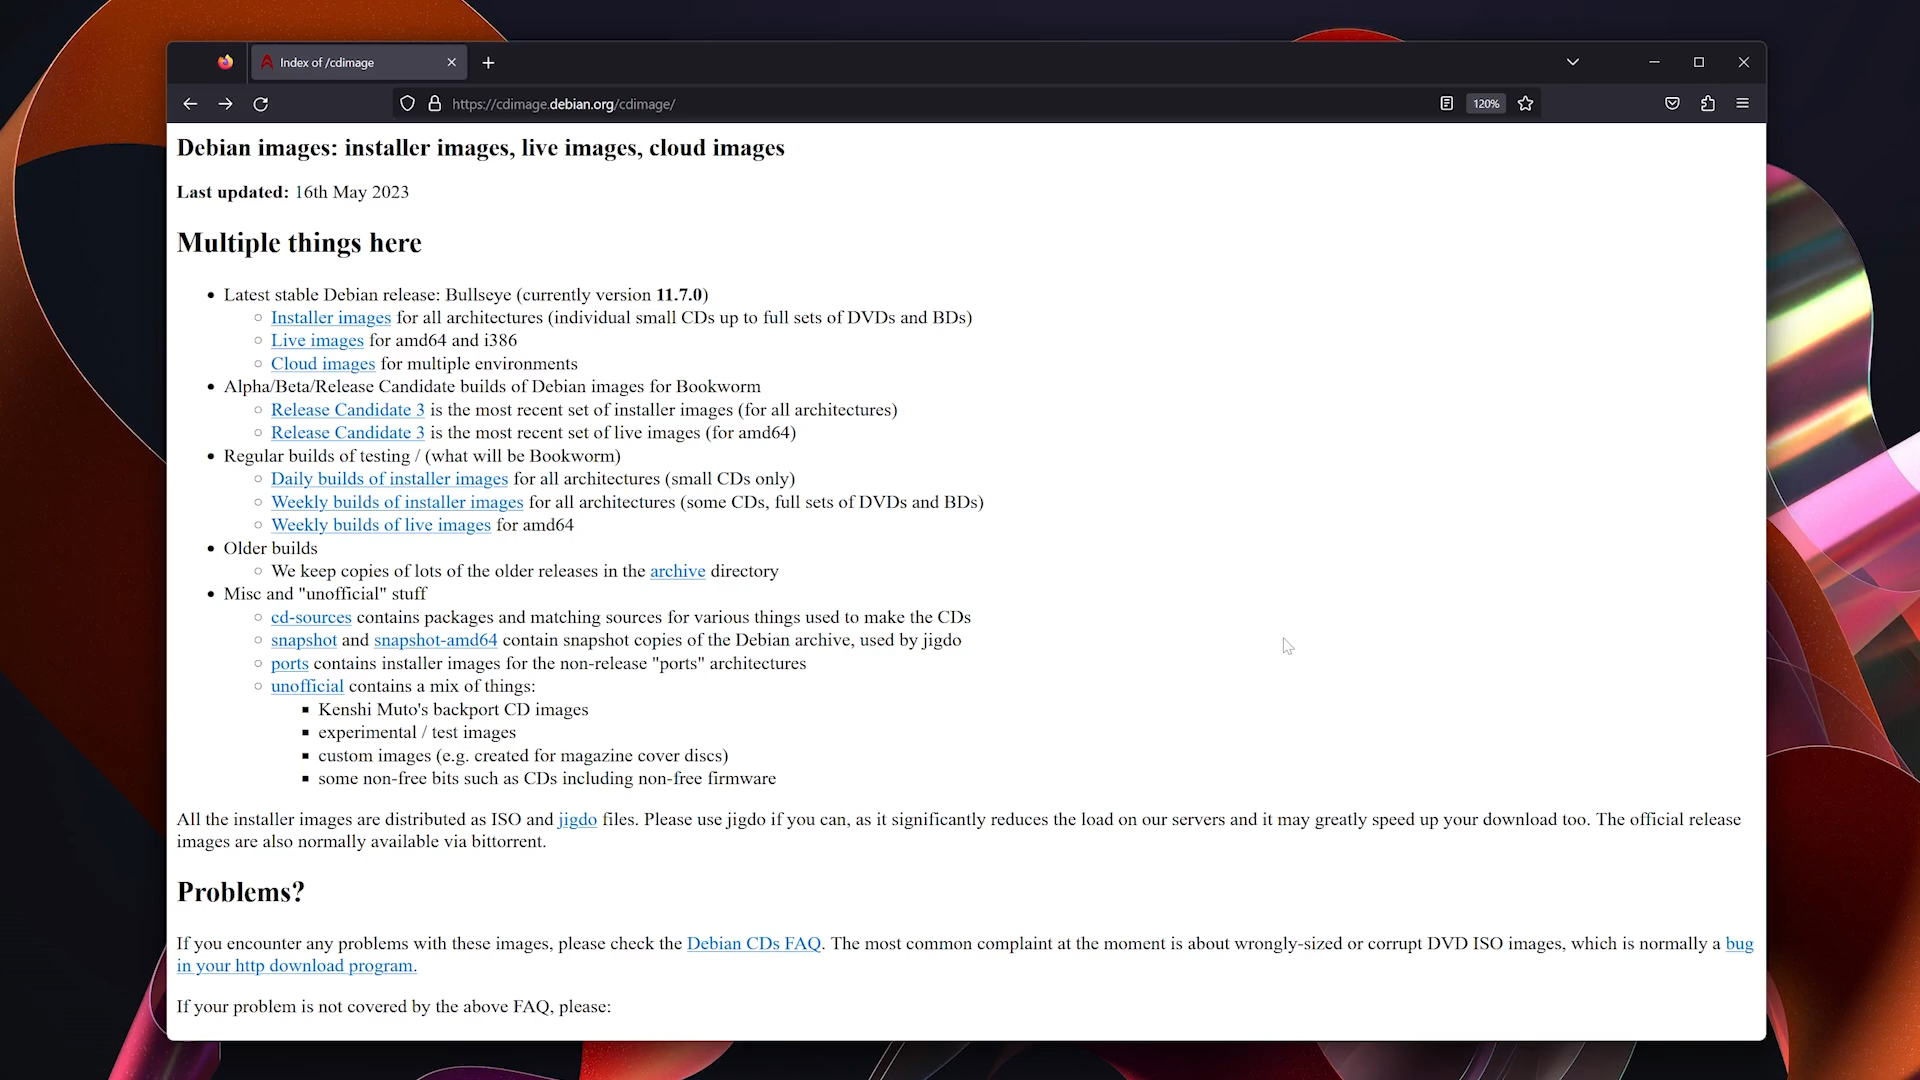 Index of /cdimage
https://cdimage.debian.org/cdimage/
120%
Debian images: installer images, live images, cloud images
Last updated: 16th May 2023
Multiple things here
Latest stable Debian release: Bullseye (currently version 11.7.0)
Installer images for all architectures (individual small CDs up to full sets of DVDs and BDs)
Live images for amd64 and i386
Cloud images for multiple environments
Alpha/Beta/Release Candidate builds of Debian images for Bookworm
Release Candidate 3 is the most recent set of installer images (for all architectures)
Release Candidate 3 is the most recent set of live images (for amd64)
Regular builds of testing / (what will be Bookworm)
Daily builds of installer images for all architectures (small CDs only)
Weekly builds of installer images for all architectures (some CDs, full sets of DVDs and BDs)
Weekly builds of live images for amd64
Older builds
We keep copies of lots of the older releases in the archive directory
Misc and "unofficial" stuff
cd-sources contains packages and matching sources for various things used to make the CDs
snapshot and snapshot-amd64 contain snapshot copies of the Debian archive, used by jigdo
ports contains installer images for the non-release "ports" architectures
unofficial contains a mix of things:
Kenshi Muto's backport CD images
experimental / test images
custom images (e.g. created for magazine cover discs)
some non-free bits such as CDs including non-free firmware
All the installer images are distributed as ISO and jigdo files. Please use jigdo if you can, as it significantly reduces the load on our servers and it may greatly speed up your download too. The official release
images are also normally available via bittorrent.
Problems?
If you encounter any problems with these images, please check the Debian CDs FAQ. The most common complaint at the moment is about wrongly-sized or corrupt DVD ISO images, which is normally a bug
in your http download program.
If your problem is not covered by the above FAQ, please: